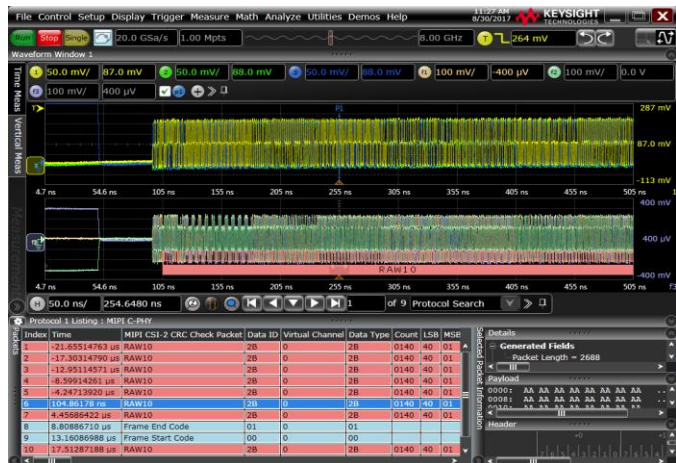 File Control Setup Display Trigger Measure Math Analyze Utilities Demos Help
11:27 AM
8/30/2017
KEYSIGHT
TECHNOLOGIES
Run Stop Single 20.0 GSa/s 1.00 Mpts 8.00 GHz T 264 mV
Waveform Window 1
1 50.0 mV/ 87.0 mV 2 50.0 mV/ 88.0 mV 3 50.0 mV/ 88.0 mV f1 100 mV/ -400 µV f2 100 mV/ 0.0 V
f3 100 mV/ 400 µV p1
Time Meas
Vertical Meas
Measurements
T P1 287 mV
87.0 mV
-113 mV
4.7 ns 54.6 ns 105 ns 155 ns 205 ns 255 ns 305 ns 355 ns 405 ns 455 ns 505 ns 1
400 mV
400 µV
RAW10
-400 mV
4.7 ns 54.6 ns 105 ns 155 ns 205 ns 255 ns 305 ns 355 ns 405 ns 455 ns 505 ns f3
H 50.0 ns/ 254.6480 ns 1 of 9 Protocol Search
Protocol 1 Listing : MIPI C-PHY
Packets
Index Time MIPI CSI-2 CRC Check Packet Data ID Virtual Channel Data Type Count LSB MSB
1 -21.65514763 µs RAW10 2B 0 2B 0140 40 01
2 -17.30314790 µs RAW10 2B 0 2B 0140 40 01
3 -12.95114571 µs RAW10 2B 0 2B 0140 40 01
4 -8.59914261 µs RAW10 2B 0 2B 0140 40 01
5 -4.24713920 µs RAW10 2B 0 2B 0140 40 01
6 104.86178 ns RAW10 2B 0 2B 0140 40 01
7 4.45686422 µs RAW10 2B 0 2B 0140 40 01
8 8.80886710 µs Frame End Code 01 0 01
9 13.16086988 µs Frame Start Code 00 0 00
10 17.51287188 µs RAW10 2B 0 2B 0140 40 01
Selected Packet Information
Details
Generated Fields
Packet Length = 2688
Payload
0000: AA AA AA AA AA AA AA AA ..
0008: AA AA AA AA AA AA AA AA ..
Header
+0